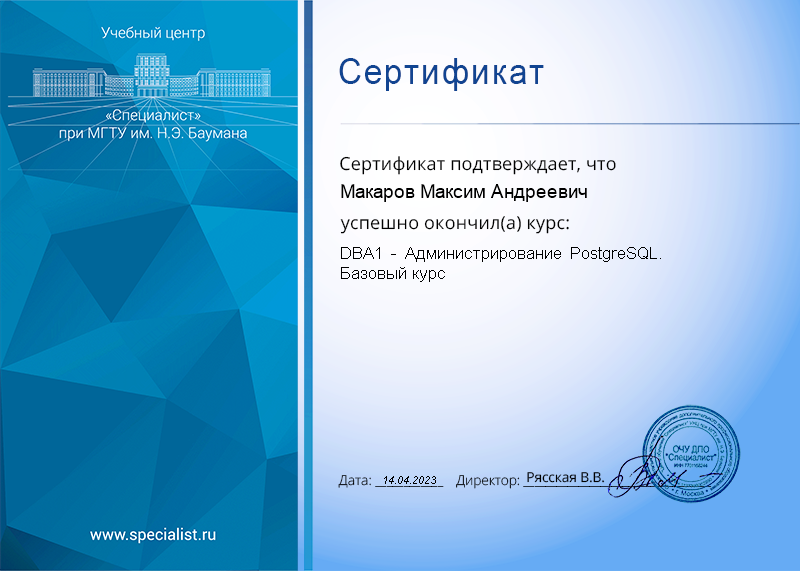 Учебный центр
«Специалист»
при МГТУ им. Н.Э. Баумана
www.specialist.ru
Сертификат
Сертификат подтверждает, что
Макаров Максим Андреевич
успешно окончил(а) курс:
DBA1 - Администрирование PostgreSQL.
Базовый курс
Дата: 14.04.2023 Директор: Рясская В.В.
ОЧУ ДПО
"Специалист"
г. Москва